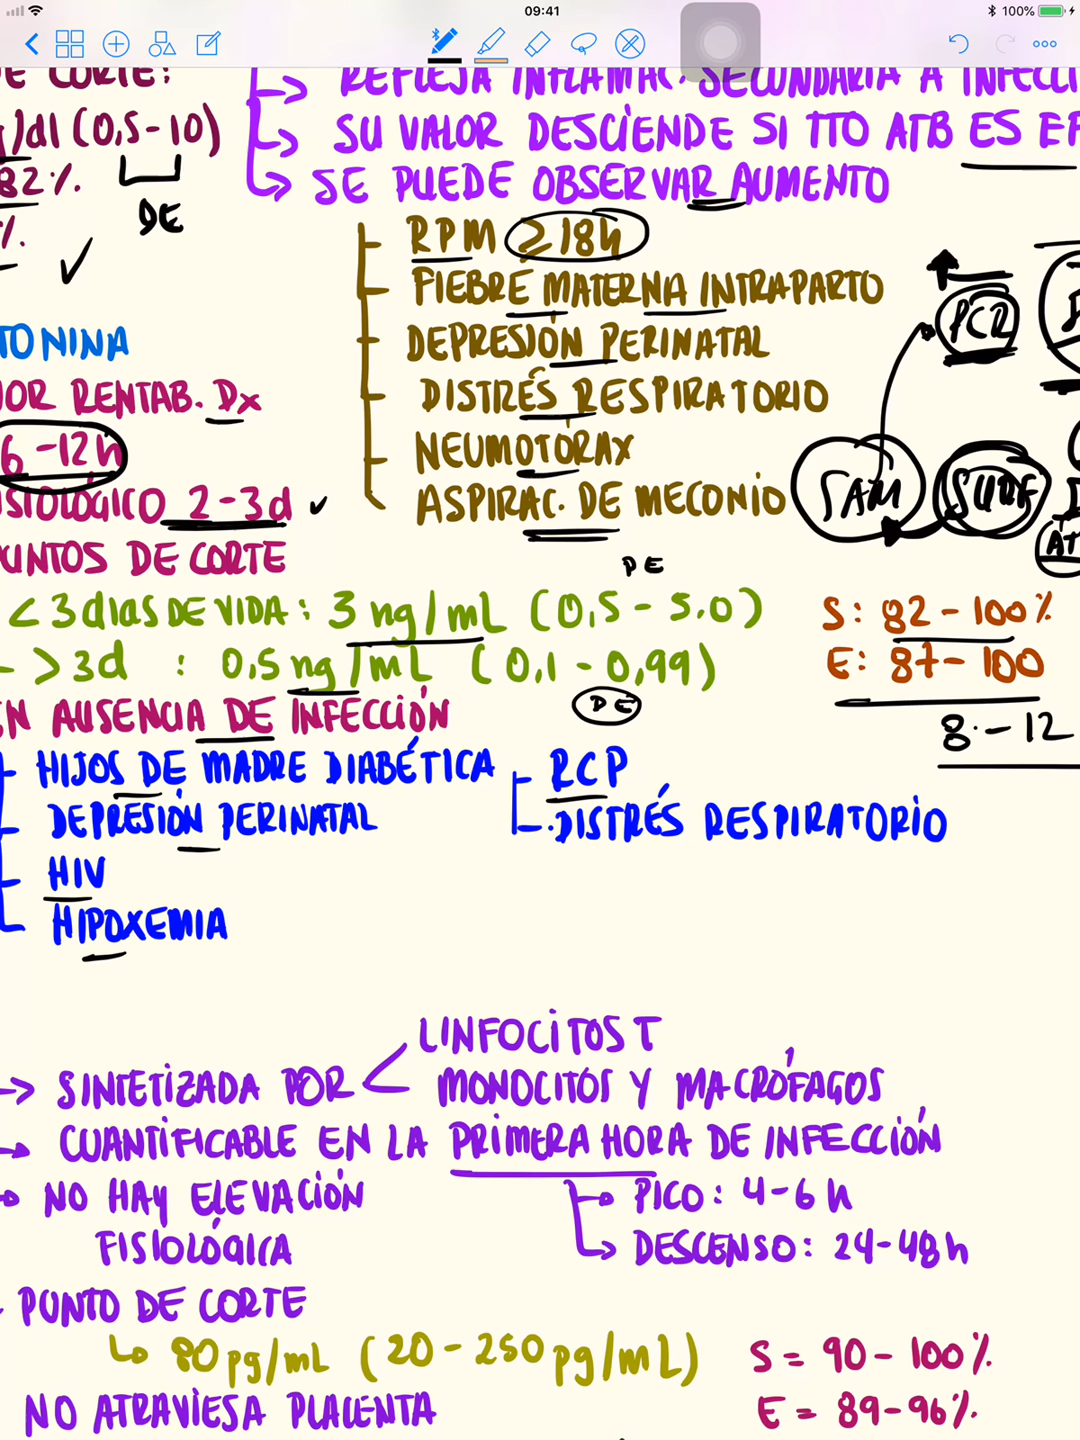 09:41
100%
E CORTE:
REFLEJA INFLAMAC. SECUNDARIA A INFECCI
)dl (0,5-10)
SU VALOR DESCIENDE SI TTO ATB ES EF
82%.
DE
SE PUEDE OBSERVAR AUMENTO
%.
RPM ≥18h
FIEBRE MATERNA INTRAPARTO
PCR
TONINA
DEPRESIÓN PERINATAL
JOR RENTAB. Dx
DISTRÉS RESPIRATORIO
6-12h
NEUMOTÓRAX
SAM
SURF
ISIOLÓGICO 2-3d
ASPIRAC. DE MECONIO
AT
UNTOS DE CORTE
DE
<3 DIAS DE VIDA: 3 ng/mL (0,5-5.0)
S: 82-100%
>3d : 0,5 ng/mL (0,1-0,99)
E: 87-100
DE
8.-12
EN AUSENCIA DE INFECCIÓN
HIJOS DE MADRE DIABÉTICA
RCP
DEPRESIÓN PERINATAL
DISTRÉS RESPIRATORIO
HIV
HIPOXEMIA
LINFOCITOS T
SINTETIZADA POR
MONOCITOS Y MACRÓFAGOS
CUANTIFICABLE EN LA PRIMERA HORA DE INFECCIÓN
NO HAY ELEVACIÓN
FISIOLÓGICA
PICO: 4-6 h
DESCENSO: 24-48h
PUNTO DE CORTE
80 pg/mL (20-250 pg/mL)
S = 90-100%
NO ATRAVIESA PLACENTA
E = 89-96%